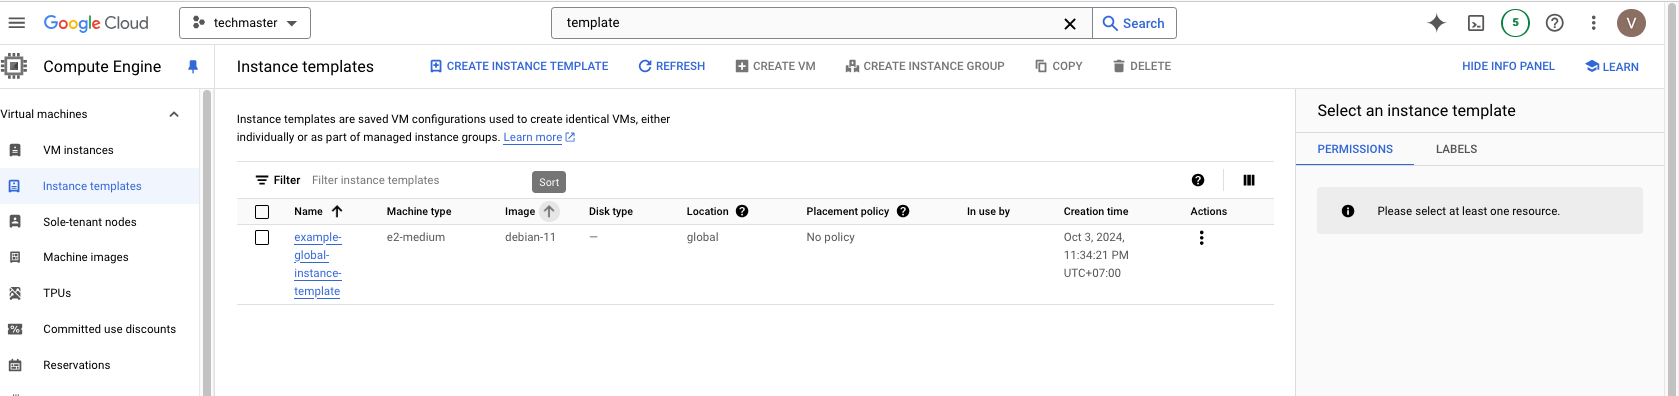 Google Cloud
techmaster
template
Search
5
V
Compute Engine
Instance templates
CREATE INSTANCE TEMPLATE
REFRESH
CREATE VM
CREATE INSTANCE GROUP
COPY
DELETE
HIDE INFO PANEL
LEARN
Virtual machines
VM instances
Instance templates
Sole-tenant nodes
Machine images
TPUs
Committed use discounts
Reservations
Instance templates are saved VM configurations used to create identical VMs, either
individually or as part of managed instance groups. Learn more
Filter Filter instance templates
Sort
Name Machine type Image Disk type Location Placement policy In use by Creation time Actions
example- e2-medium debian-11 — global No policy Oct 3, 2024,
global- 11:34:21 PM
instance- UTC+07:00
template
Select an instance template
PERMISSIONS LABELS
Please select at least one resource.